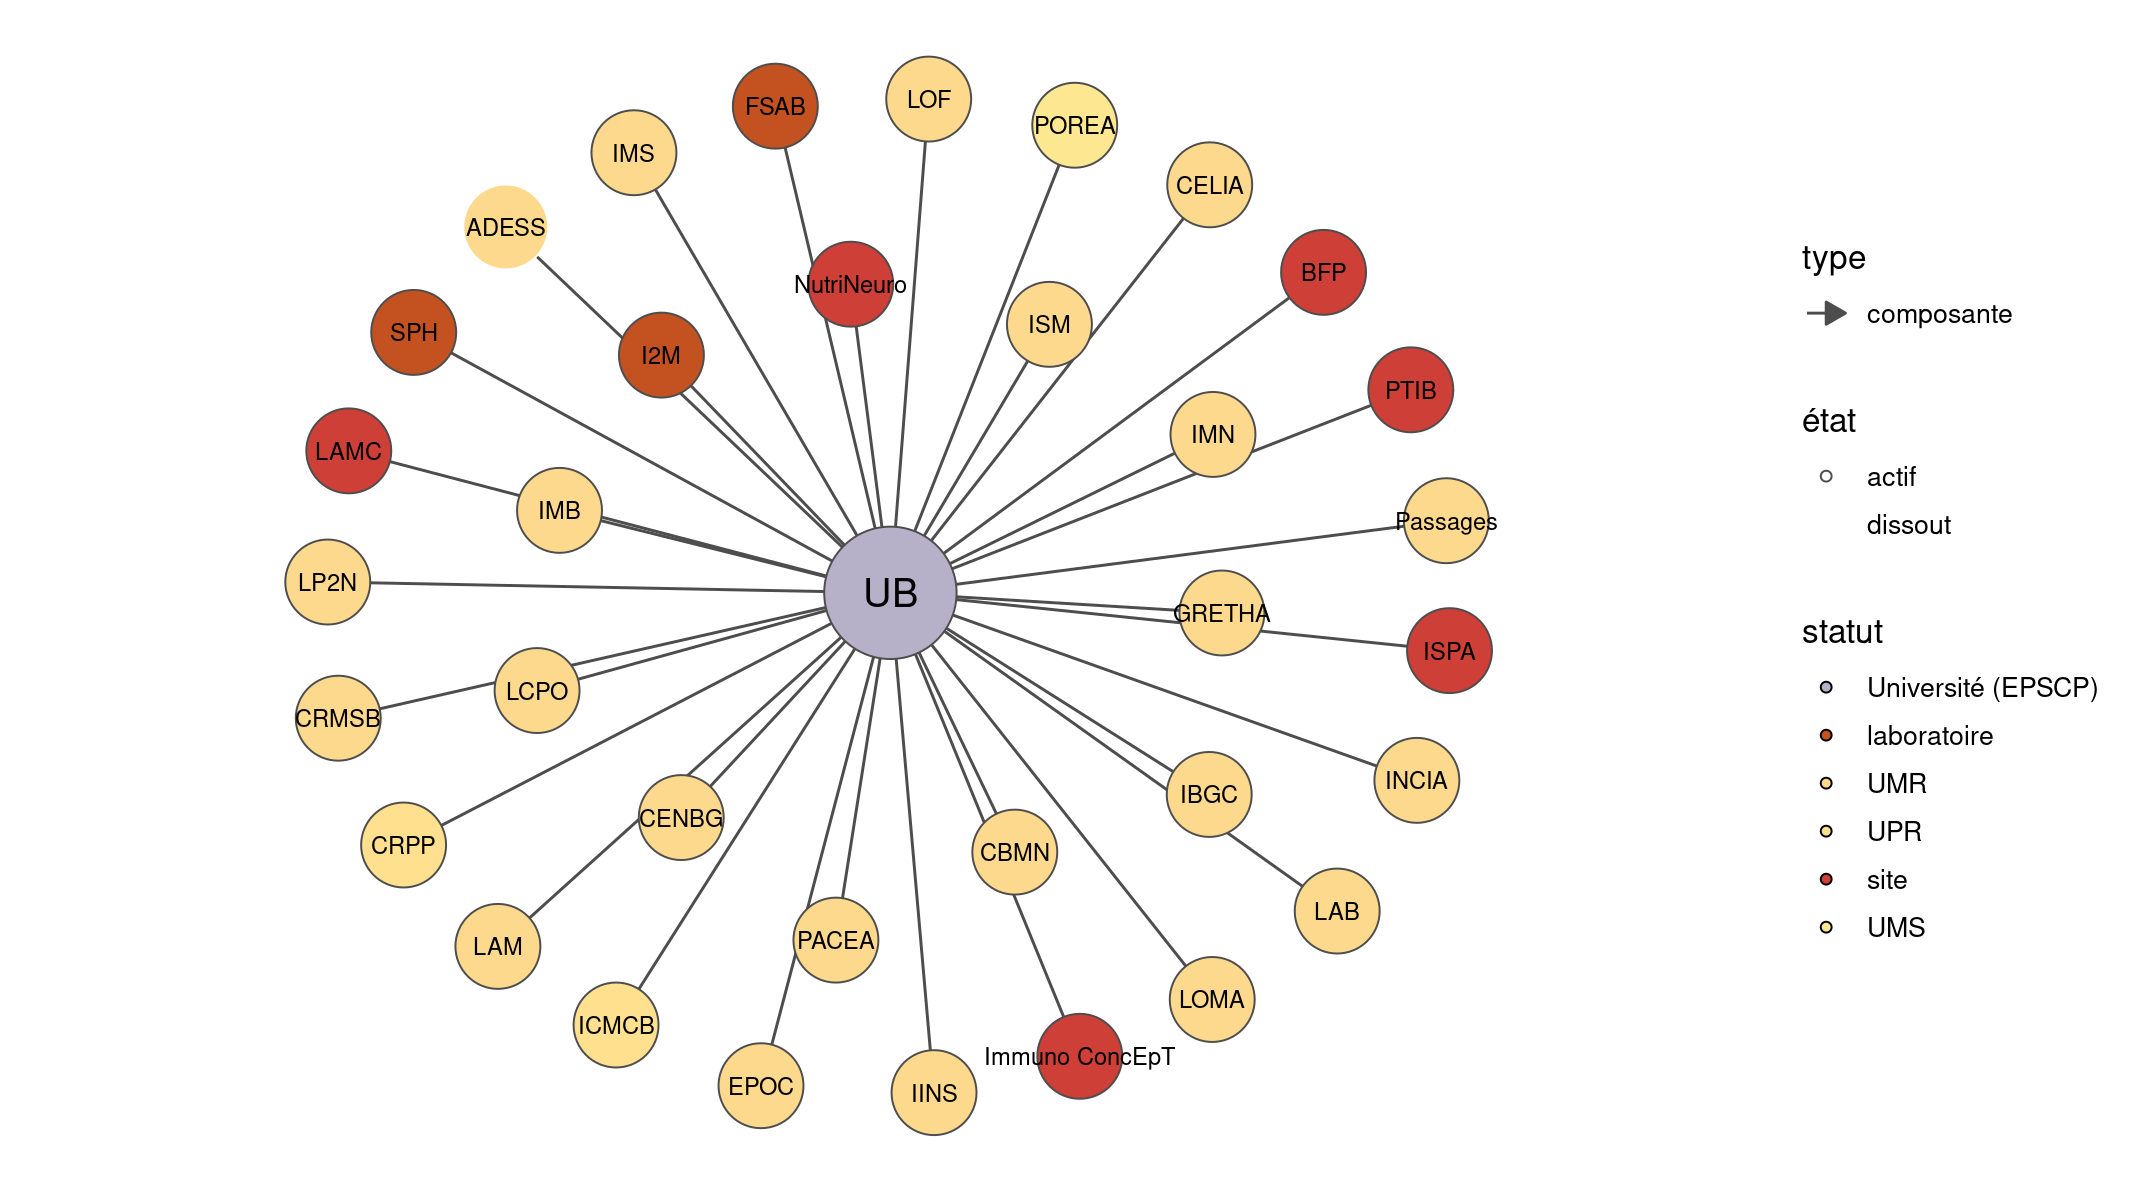 LOF
FSAB
POREA
IMS
CELIA
ADESS
BFP
NutriNeuro
ISM
SPH
I2M
PTIB
IMN
LAMC
IMB
Passages
LP2N
UB
GRETHA
ISPA
LCPO
CRMSB
INCIA
IBGC
CENBG
CRPP
CBMN
LAB
PACEA
LAM
LOMA
ICMCB
Immuno ConcEpT
EPOC
IINS
type
composante
état
actif
dissout
statut
Université (EPSCP)
laboratoire
UMR
UPR
site
UMS